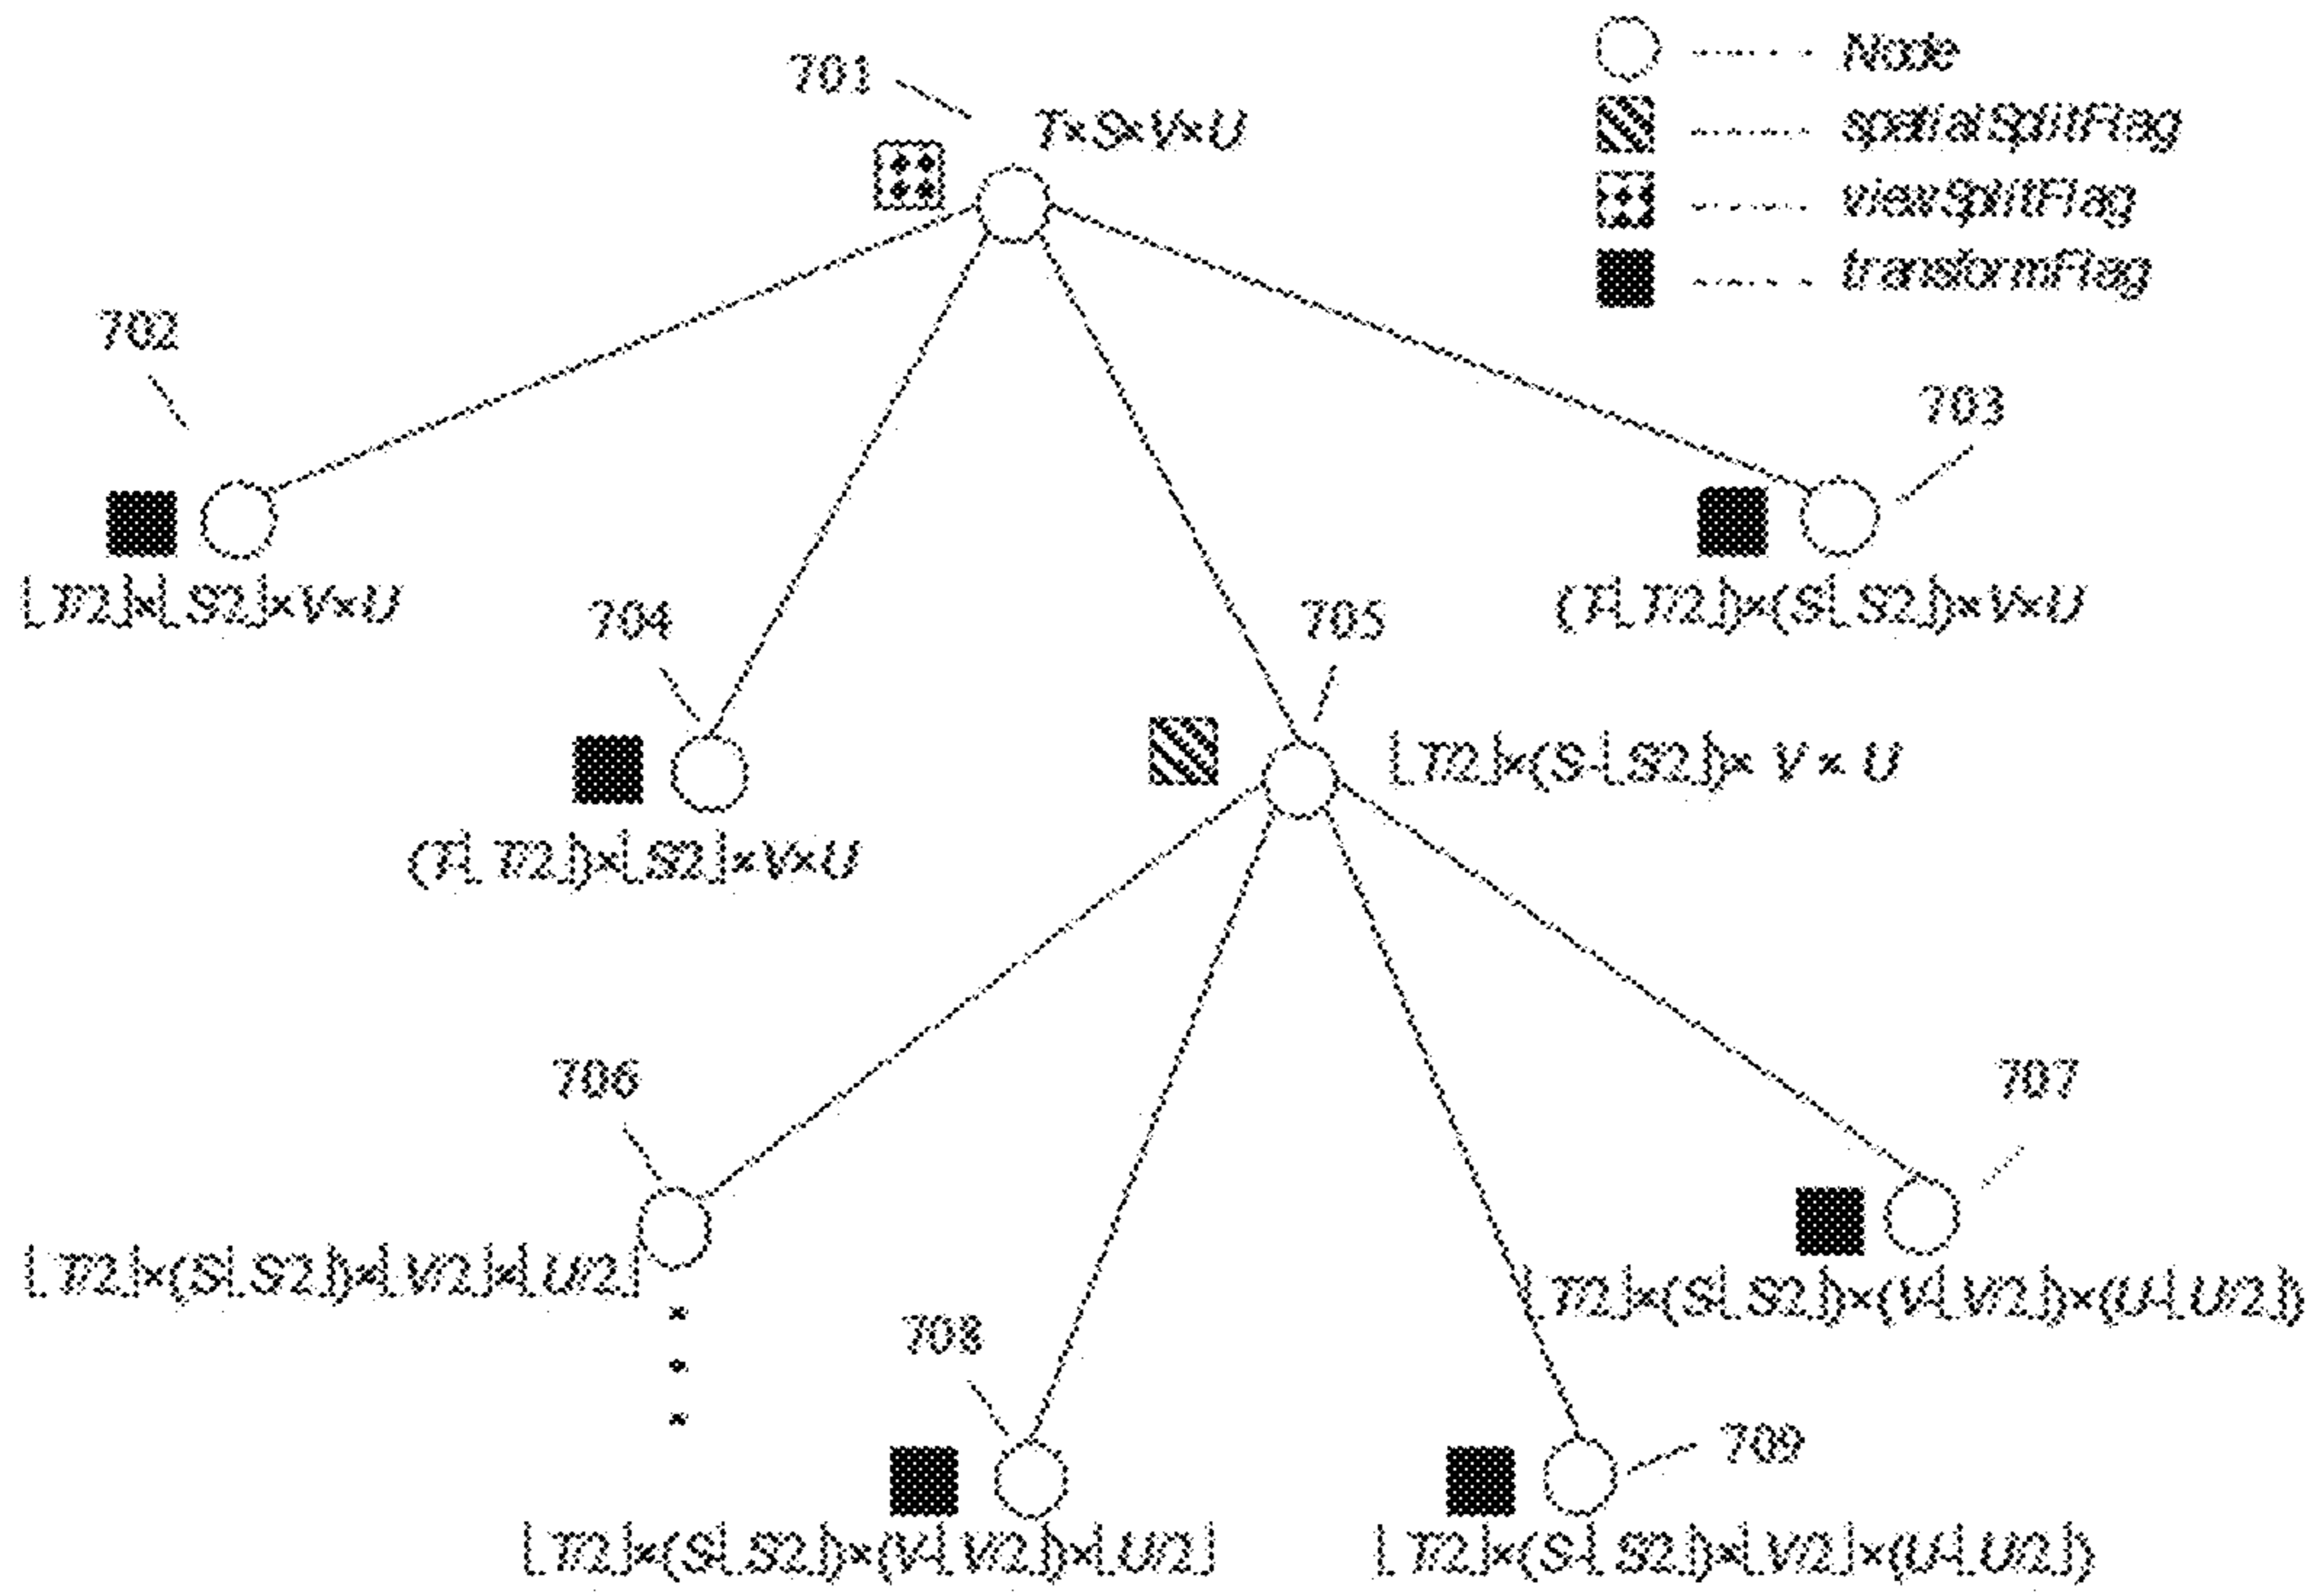 701
T×S×V×U
Node
spatialSplitFlag
viewSplitFlag
transformFlag
702
703
⌊T/2⌋×⌊S/2⌋×V×U
704
705
(T-⌊T/2⌋)×(S-⌊S/2⌋)×V×U
⌊T/2⌋×(S-⌊S/2⌋)× V × U
(T-⌊T/2⌋)×⌊S/2⌋×V×U
706
707
⌊T/2⌋×(S-⌊S/2⌋)×⌊V/2⌋×⌊U/2⌋
⌊T/2⌋×(S-⌊S/2⌋)×(V-⌊V/2⌋)×(U-⌊U/2⌋)
708
709
⌊T/2⌋×(S-⌊S/2⌋)×(V-⌊V/2⌋)×⌊U/2⌋
⌊T/2⌋×(S-⌊S/2⌋)×⌊V/2⌋×(U-⌊U/2⌋)